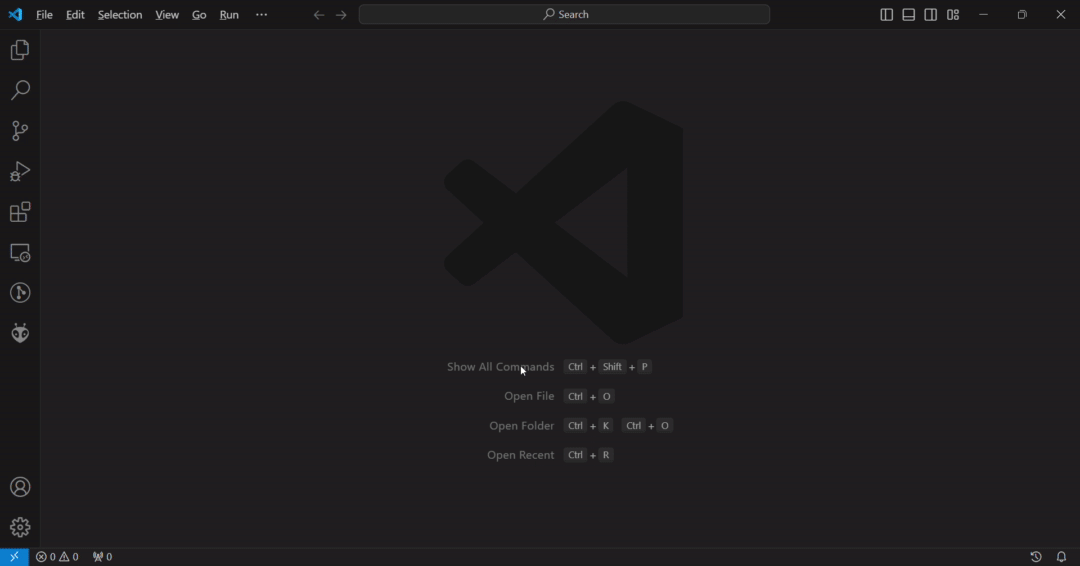 File Edit Selection View Go Run ···
Search
Show All Commands Ctrl + Shift + P
Open File Ctrl + O
Open Folder Ctrl + K Ctrl + O
Open Recent Ctrl + R
0 0 0